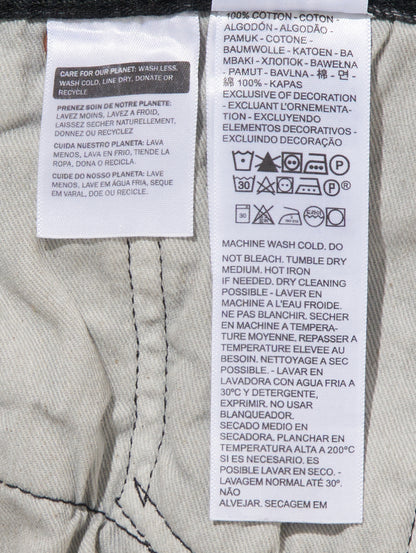 CARE FOR OUR PLANET: WASH LESS,
WASH COLD, LINE DRY, DONATE OR
RECYCLE
PRENEZ SOIN DE NOTRE PLANETE:
LAVEZ MOINS, LAVEZ A FROID,
LAISSEZ SECHER NATURELLEMENT,
DONNEZ OU RECYCLEZ
CUIDA NUESTRO PLANETA: LAVA
MENOS, LAVA EN FRIO, TIENDE LA
ROPA, DONA O RECICLA.
CUIDE DO NOSSO PLANETA: LAVE
MENOS, LAVE EM ÁGUA FRIA, SEQUE
EM VARAL, DOE OU RECICLE.
100% COTTON - COTON -
ALGODÓN - ALGODÃO -
PAMUK - COTONE -
BAUMWOLLE - KATOEN - BA
MBAKI - ХЛОПОК - BAWEŁNA
- PAMUT - BAVLNA - 棉 - 면 -
綿 100% - KAPAS
EXCLUSIVE OF DECORATION
- EXCLUANT L'ORNEMENTA-
TION - EXCLUYENDO
ELEMENTOS DECORATIVOS -
EXCLUINDO DECORAÇÃO
P
30 P
30
MACHINE WASH COLD. DO
NOT BLEACH. TUMBLE DRY
MEDIUM. HOT IRON
IF NEEDED. DRY CLEANING
POSSIBLE - LAVER EN
MACHINE A L'EAU FROIDE.
NE PAS BLANCHIR. SECHER
EN MACHINE A TEMPERA-
TURE MOYENNE. REPASSER A
TEMPERATURE ELEVEE AU
BESOIN. NETTOYAGE A SEC
POSSIBLE. - LAVAR EN
LAVADORA CON AGUA FRIA A
30ºC Y DETERGENTE,
EXPRIMIR. NO USAR
BLANQUEADOR.
SECADO MEDIO EN
SECADORA. PLANCHAR EN
TEMPERATURA ALTA A 200ºC
SI ES NECESARIO. ES
POSIBLE LAVAR EN SECO. -
LAVAGEM NORMAL ATÉ 30º.
NÃO
ALVEJAR. SECAGEM EM